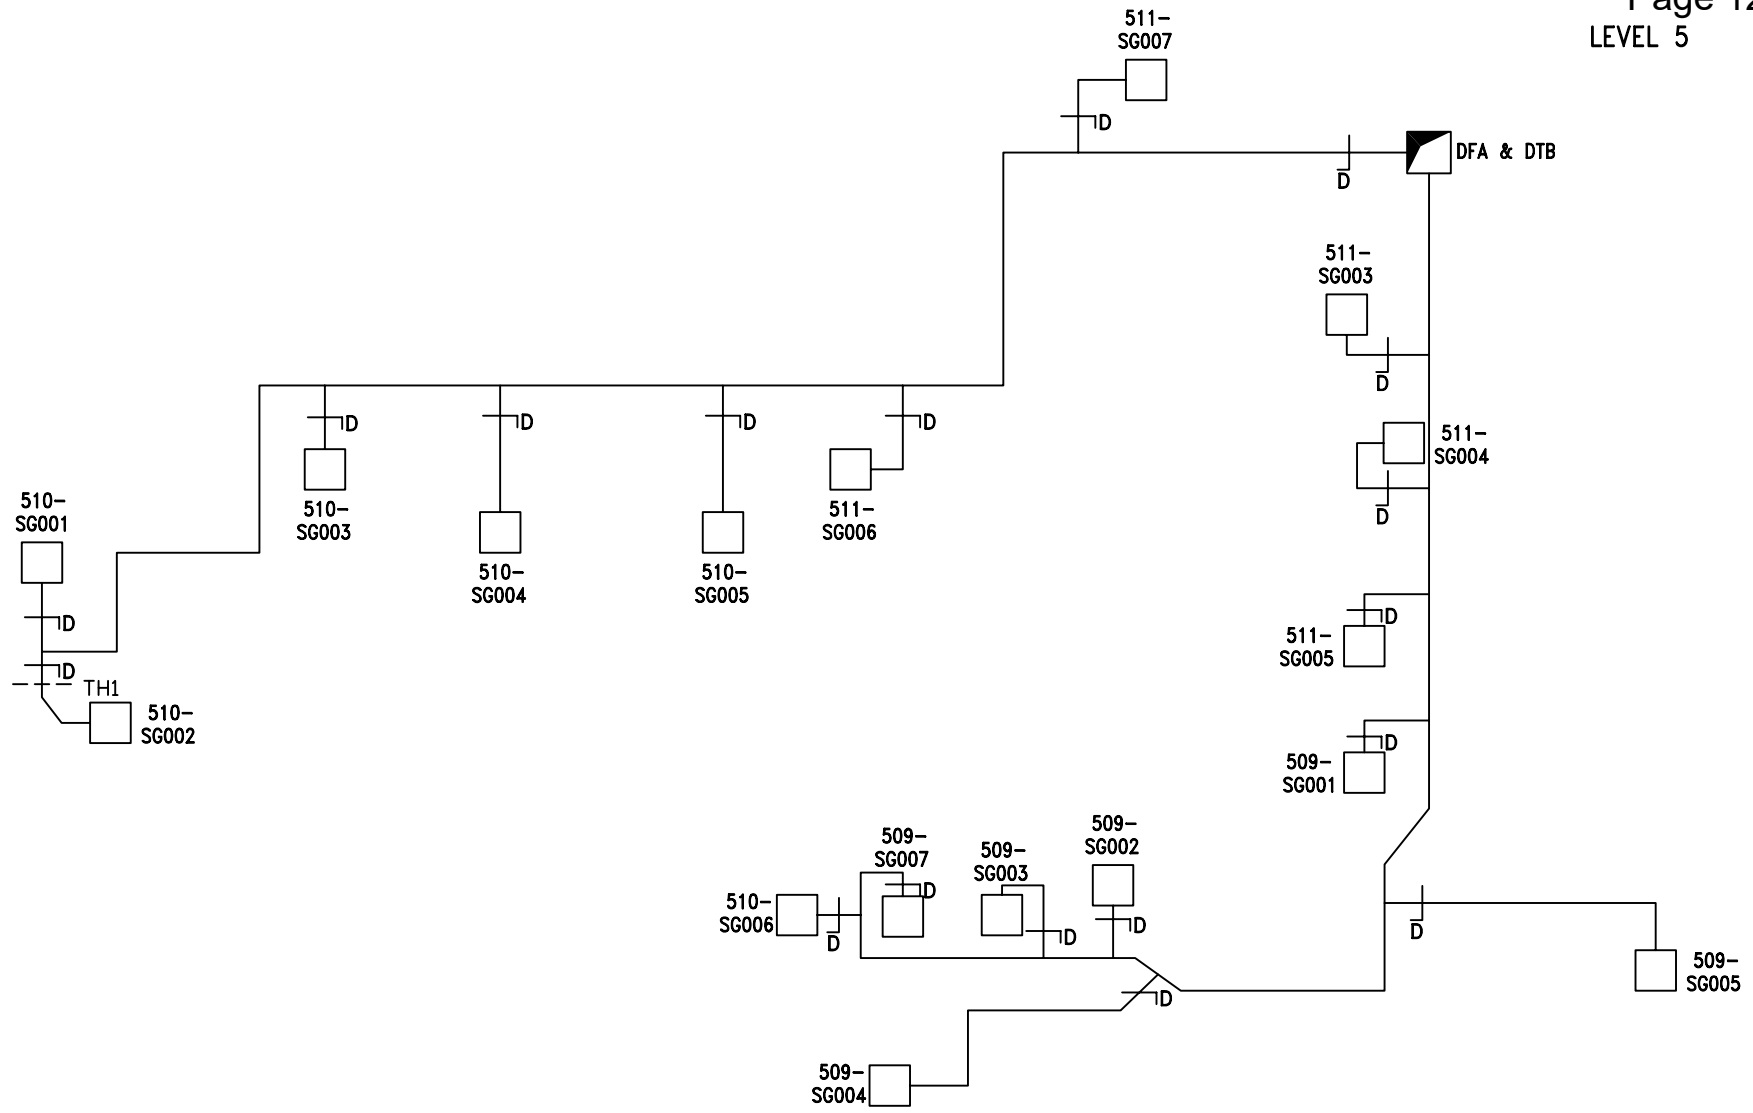 Page 12
LEVEL 5
511-
SG007
D
DFA & DTB
D
511-
SG003
D
511-
SG004
D
D
D
D
D
510-
SG003
510-
SG004
510-
SG005
511-
SG006
510-
SG001
D
D
TH1
510-
SG002
D
511-
SG005
D
509-
SG001
509-
SG007
D
509-
SG003
D
509-
SG002
D
510-
SG006
D
D
509-
SG005
D
509-
SG004